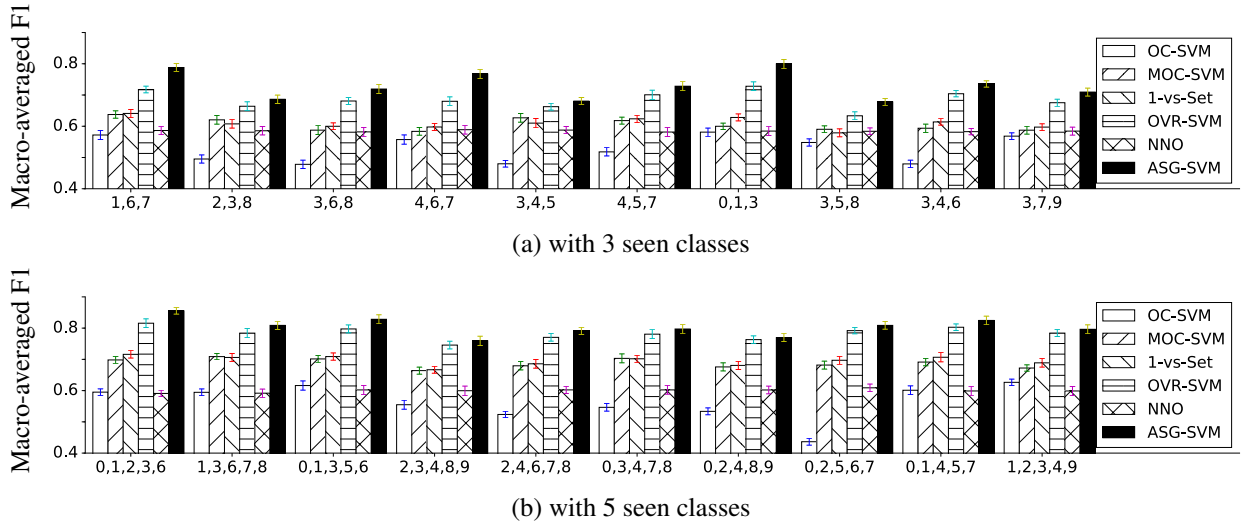 Macro-averaged F1
0.8
0.6
0.4
1,6,7 2,3,8 3,6,8 4,6,7 3,4,5 4,5,7 0,1,3 3,5,8 3,4,6 3,7,9
OC-SVM
MOC-SVM
1-vs-Set
OVR-SVM
NNO
ASG-SVM
(a) with 3 seen classes
Macro-averaged F1
0.8
0.6
0.4
0,1,2,3,6 1,3,6,7,8 0,1,3,5,6 2,3,4,8,9 2,4,6,7,8 0,3,4,7,8 0,2,4,8,9 0,2,5,6,7 0,1,4,5,7 1,2,3,4,9
OC-SVM
MOC-SVM
1-vs-Set
OVR-SVM
NNO
ASG-SVM
(b) with 5 seen classes